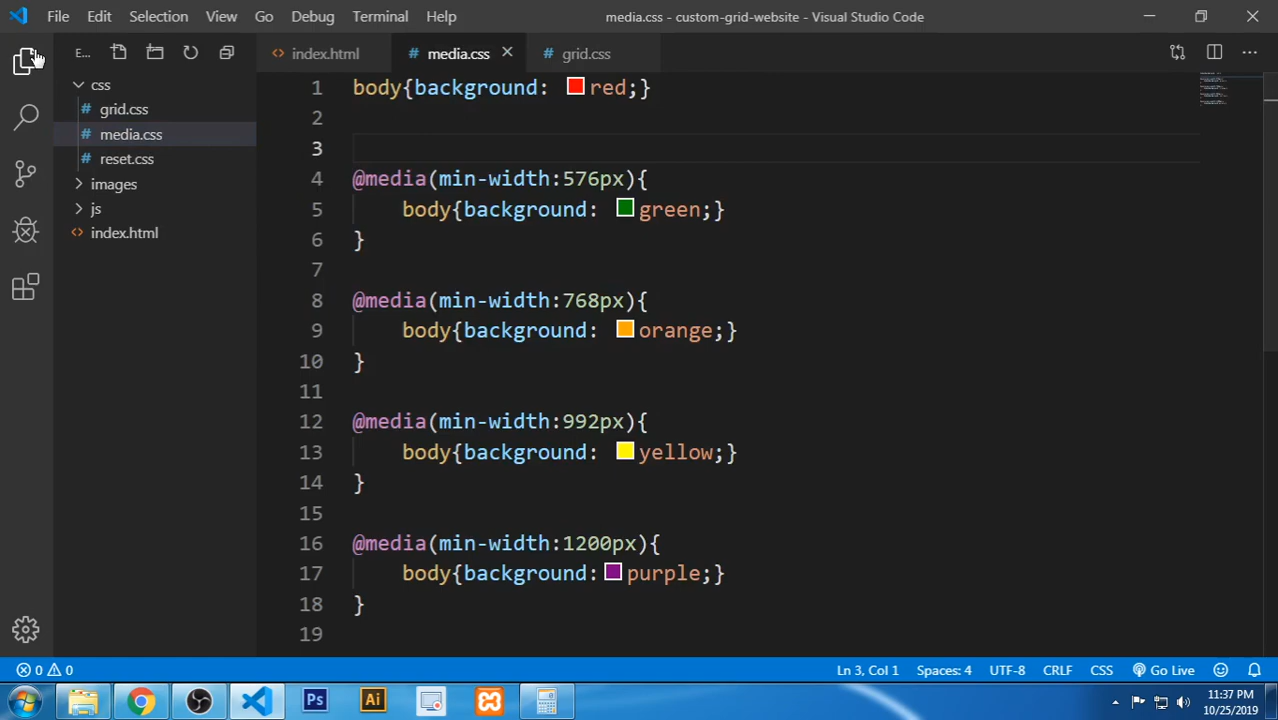 File Edit Selection View Go Debug Terminal Help media.css - custom-grid-website - Visual Studio Code
E... index.html # media.css # grid.css
css
# grid.css
# media.css
# reset.css
images
js
index.html
1 body{background: red;}
2
3
4 @media(min-width:576px){
5 body{background: green;}
6 }
7
8 @media(min-width:768px){
9 body{background: orange;}
10 }
11
12 @media(min-width:992px){
13 body{background: yellow;}
14 }
15
16 @media(min-width:1200px){
17 body{background: purple;}
18 }
19
0 0 Ln 3, Col 1 Spaces: 4 UTF-8 CRLF CSS Go Live
Ps Ai 11:37 PM
10/25/2019